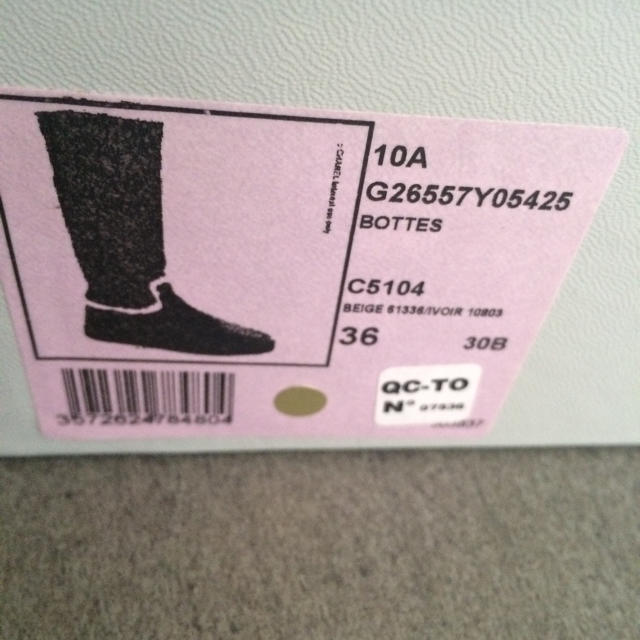 10A
G26557Y05425
BOTTES
C5104
BEIGE 61336/IVOIR 10803
36 30B
QC-TO
N°